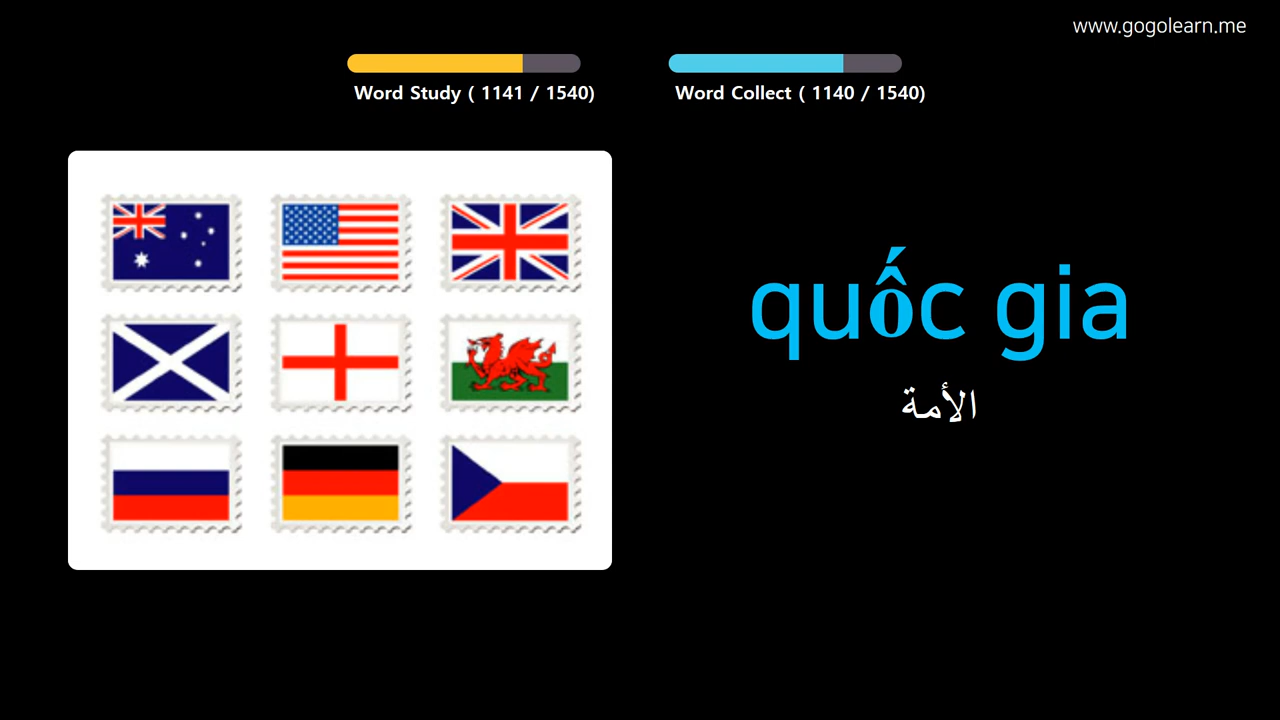 www.gogolearn.me
Word Study ( 1141 / 1540)
Word Collect ( 1140 / 1540)
quốc gia
الأمة